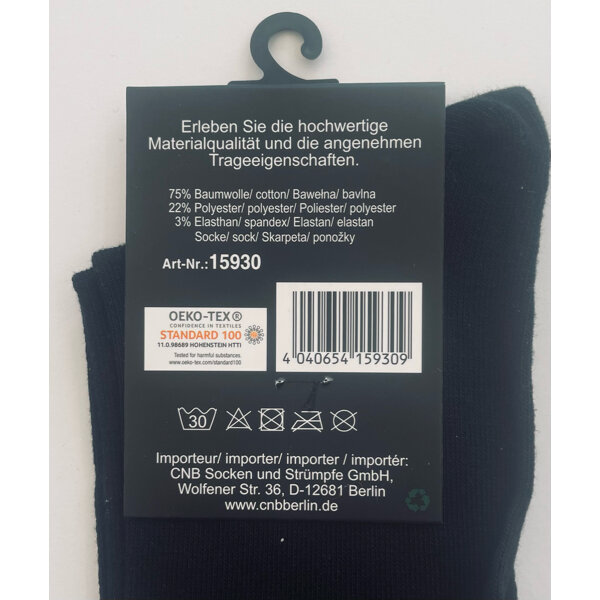 Erleben Sie die hochwertige
Materialqualität und die angenehmen
Trageeigenschaften.
75% Baumwolle/ cotton/ Bawełna/ bavlna
22% Polyester/ polyester/ Poliester/ polyester
3% Elasthan/ spandex/ Elastan/ elastan
Socke/ sock/ Skarpeta/ ponožky
Art-Nr.:15930
OEKO-TEX®
CONFIDENCE IN TEXTILES
STANDARD 100
11.0.98689 HOHENSTEIN HTTI
Tested for harmful substances.
www.oeko-tex.com/standard100
4 040654 159309
30
Importeur/ importer/ importer / importér:
CNB Socken und Strümpfe GmbH,
Wolfener Str. 36, D-12681 Berlin
www.cnbberlin.de